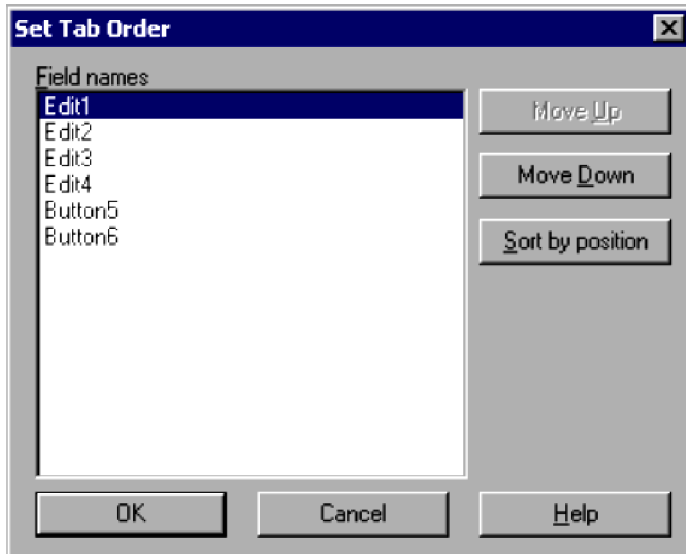 Set Tab Order
Field names
Edit1
Edit2
Edit3
Edit4
Button5
Button6
Move Up
Move Down
Sort by position
OK
Cancel
Help